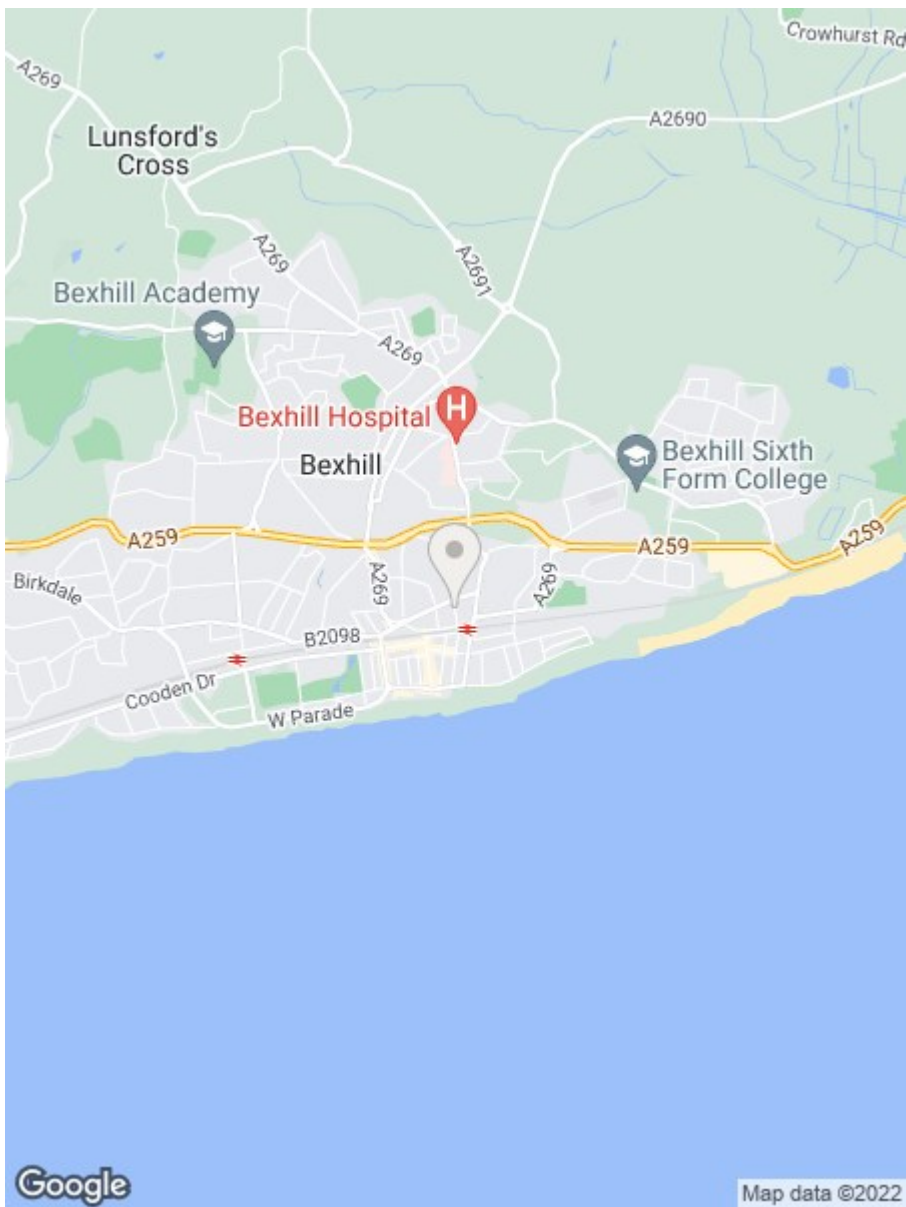 Crowhurst Rd
A269
A2690
Lunsford's
Cross
A269
A2691
Bexhill Academy
A269
Bexhill Hospital
H
Bexhill Sixth
Form College
Bexhill
A259
A259
A259
Birkdale
A269
A269
B2098
Cooden Dr
W Parade
Google
Map data ©2022